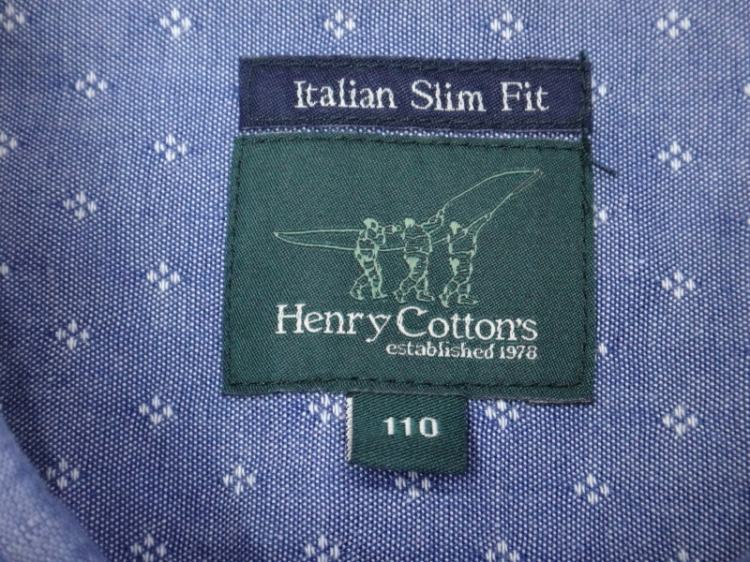 Italian Slim Fit
Henry Cotton's
established 1978
110